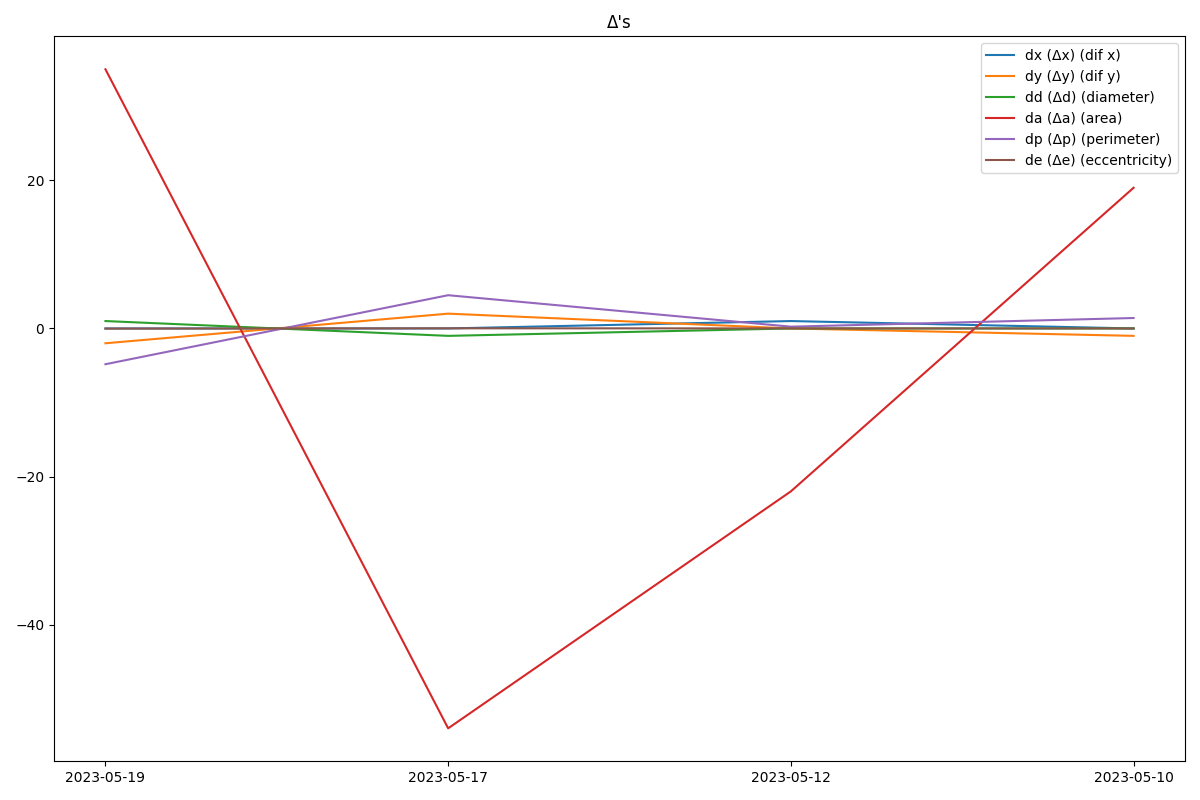 Δ's
dx (Δx) (dif x)
dy (Δy) (dif y)
dd (Δd) (diameter)
da (Δa) (area)
dp (Δp) (perimeter)
de (Δe) (eccentricity)
20
0
−20
−40
2023-05-19 2023-05-17 2023-05-12 2023-05-10